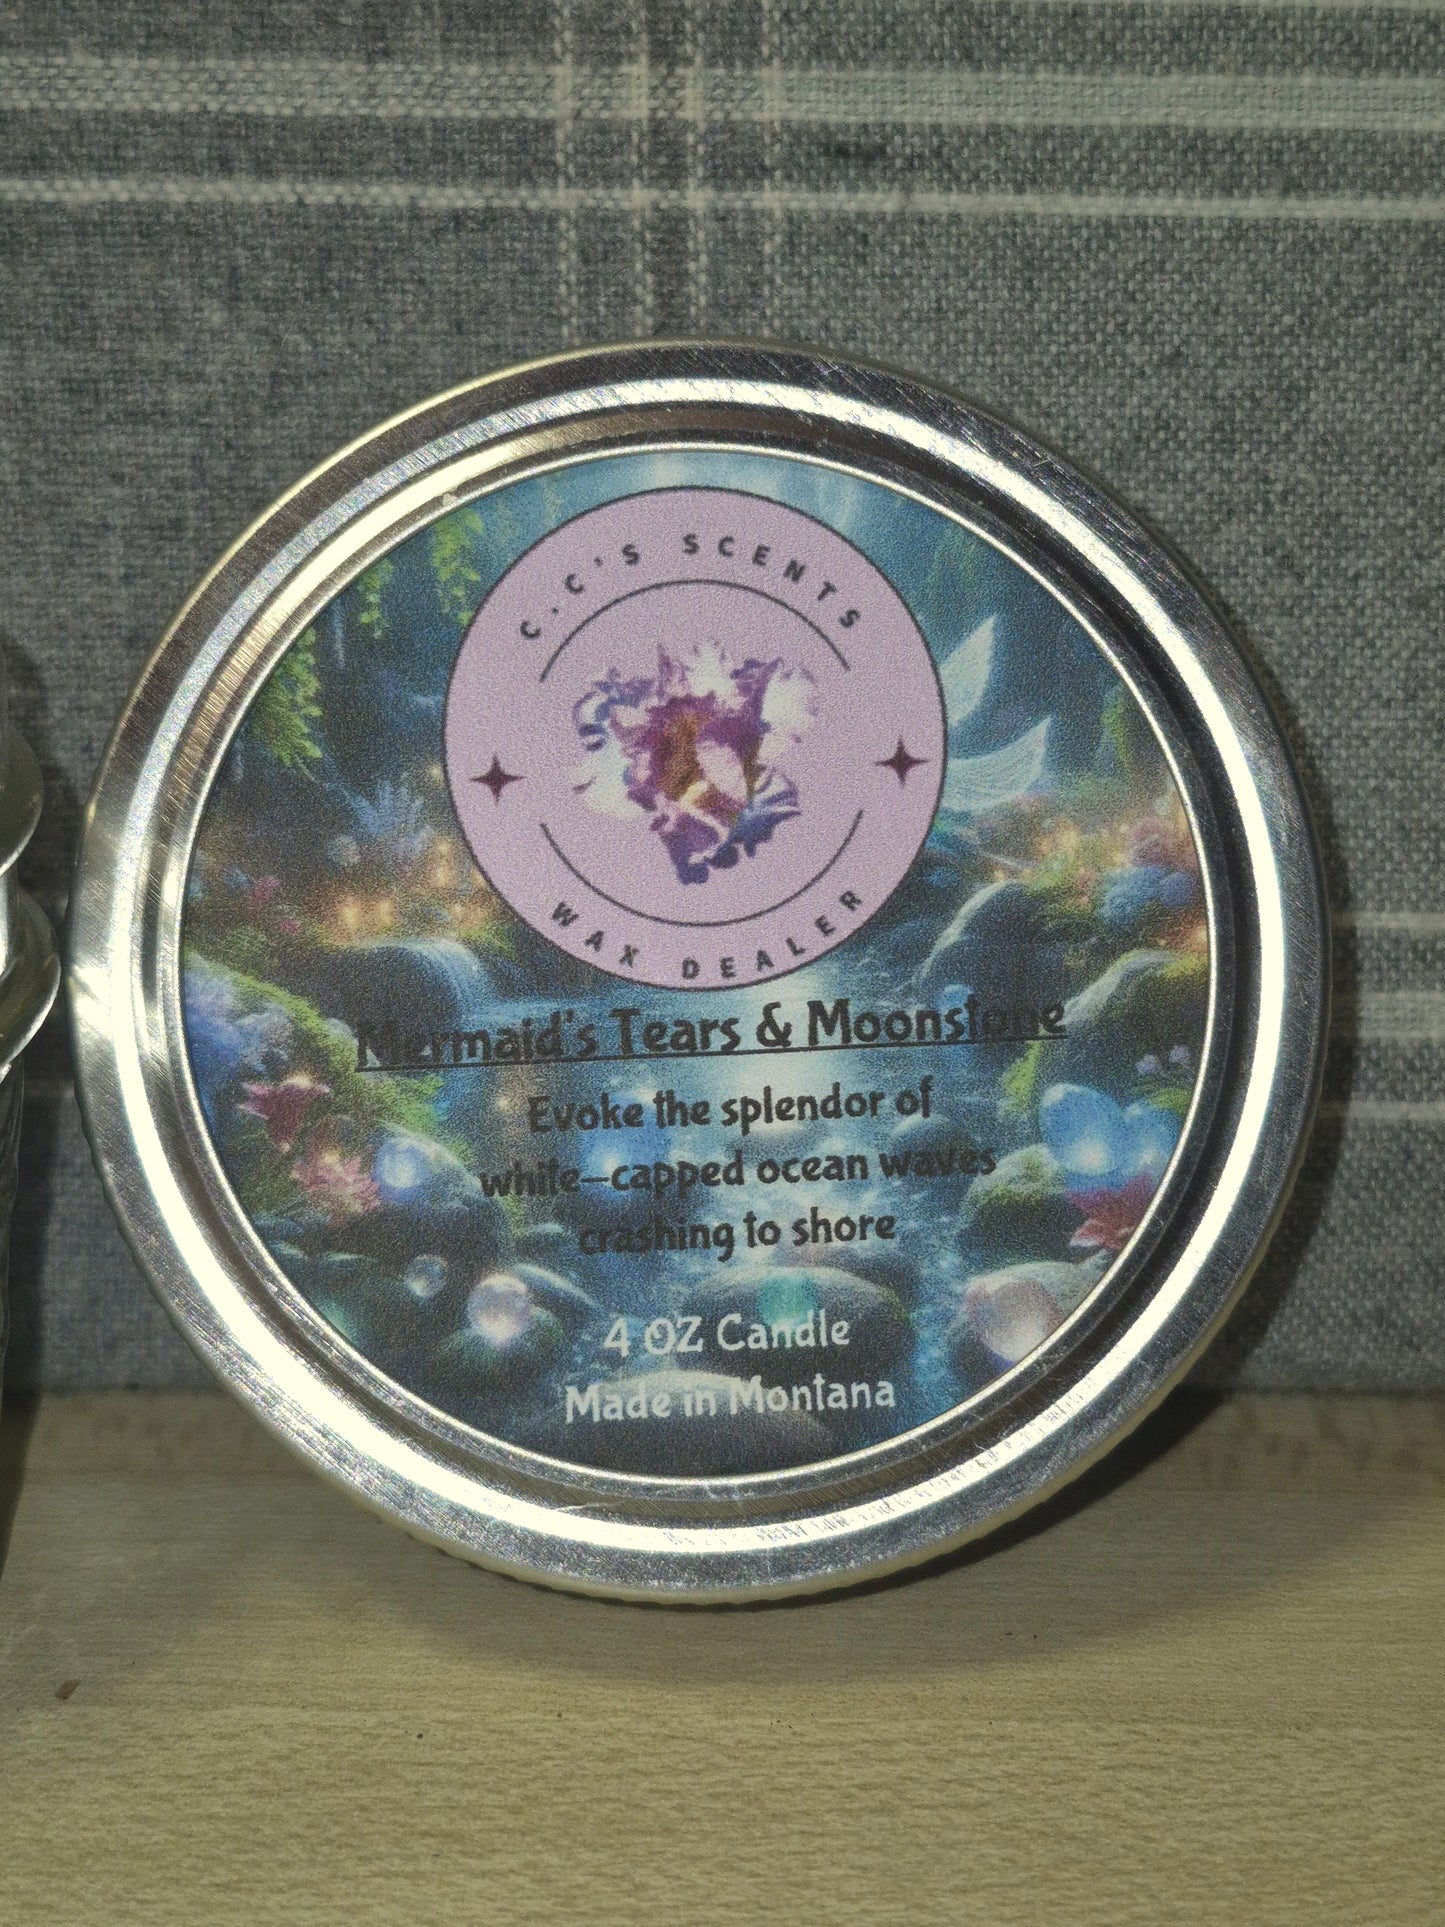 C.C'S SCENTS
WAX DEALER
Mermaid's Tears & Moonstone
Evoke the splendor of
white-capped ocean waves
crashing to shore
4 OZ Candle
Made in Montana